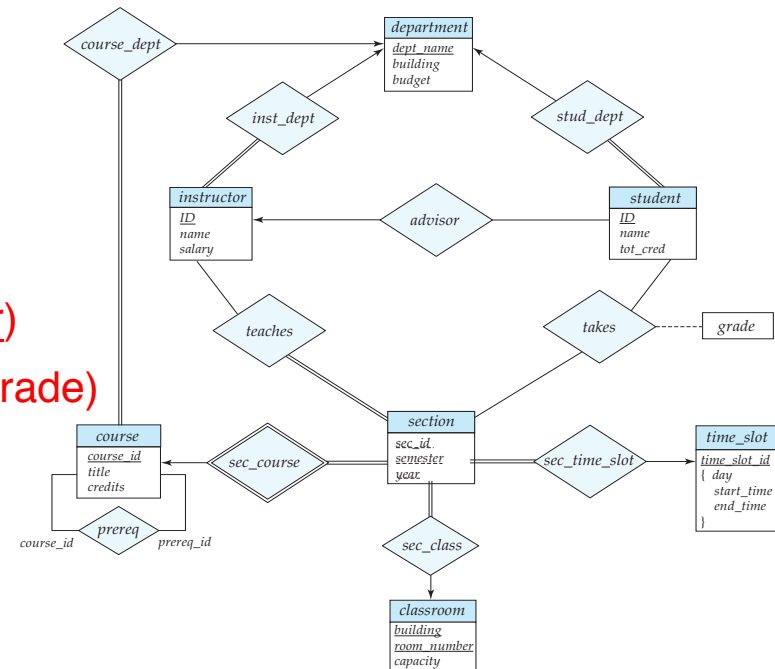 department
course_dept
dept_name
building
budget
inst_dept
stud_dept
instructor
ID
name
salary
advisor
student
ID
name
tot_cred
r)
teaches
takes
grade
rade)
course
course_id
title
credits
sec_course
section
sec_id
semester
year
sec_time_slot
time_slot
time_slot_id
{ day
start_time
end_time
}
prereq
course_id
prereq_id
sec_class
classroom
building
room_number
capacity